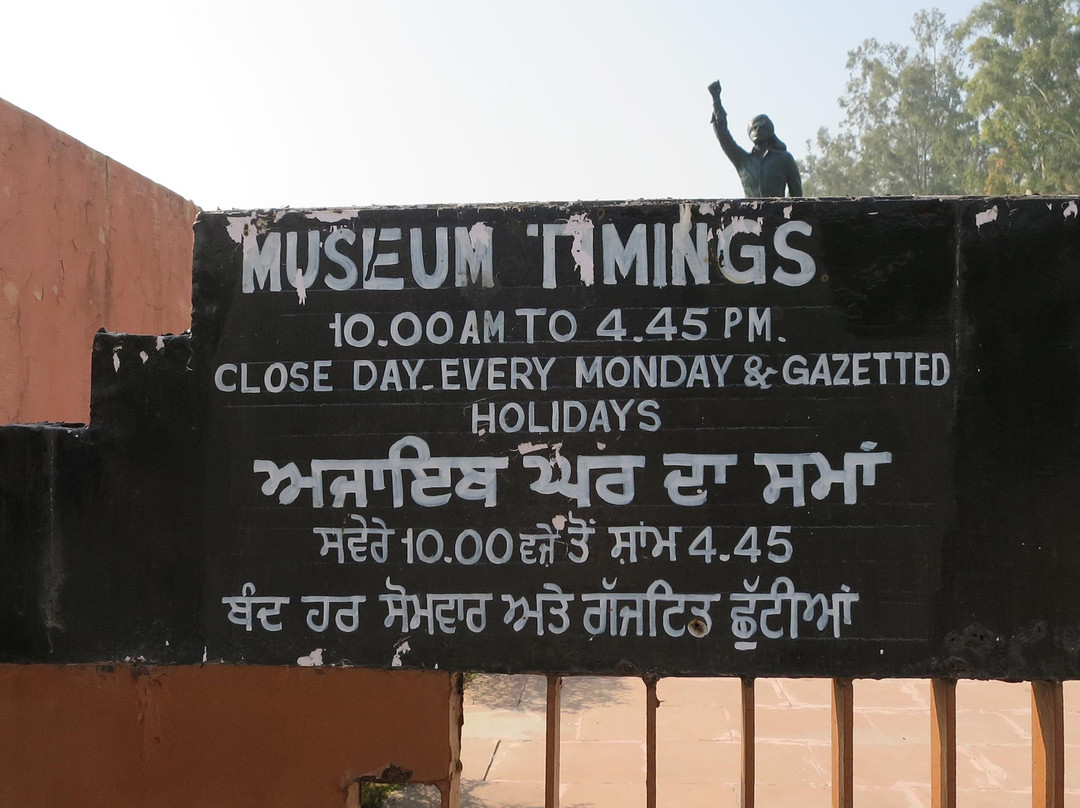 MUSEUM TIMINGS
10.00 AM TO 4.45 PM.
CLOSE DAY. EVERY MONDAY & GAZETTED
HOLIDAYS
ਅਜਾਇਬ ਘਰ ਦਾ ਸਮਾਂ
ਸਵੇਰੇ 10.00 ਵਜੇ ਤੋਂ ਸ਼ਾਂਮ 4.45
ਬੰਦ ਹਰ ਸੋਮਵਾਰ ਅਤੇ ਗੱਜਟਿਡ ਛੁੱਟੀਆਂ